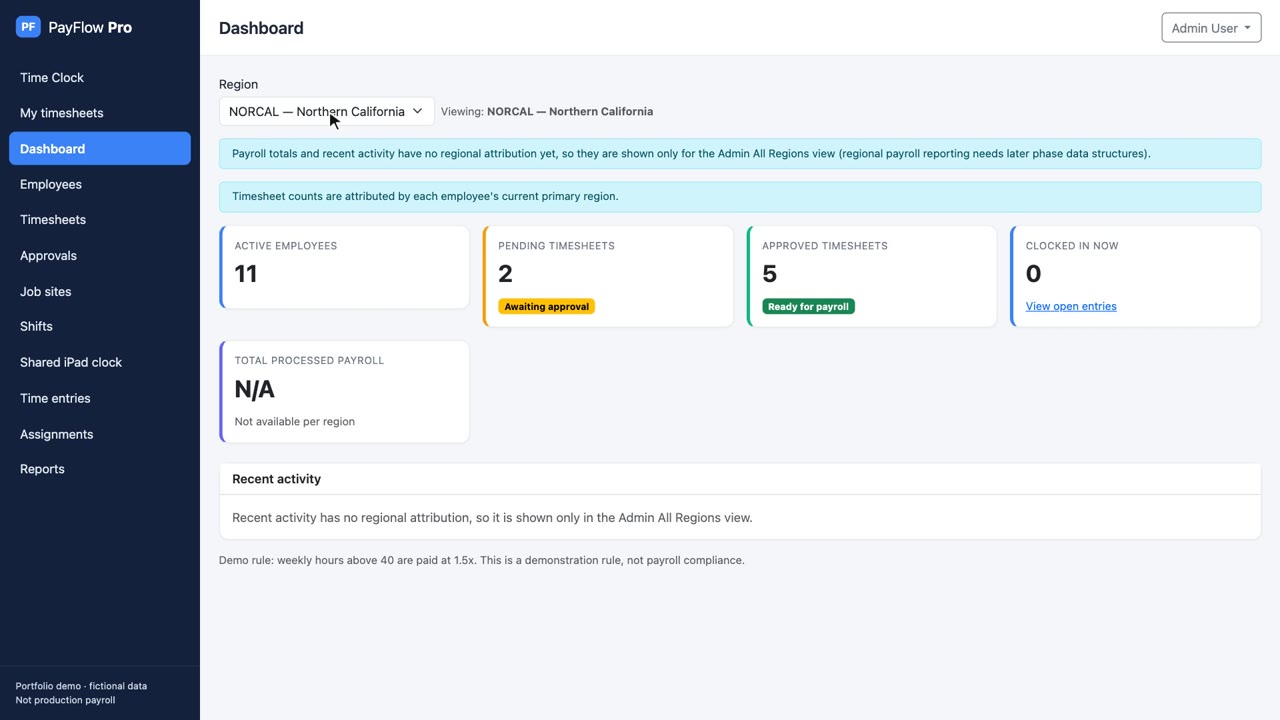 PF PayFlow Pro
Time Clock
My timesheets
Dashboard
Employees
Timesheets
Approvals
Job sites
Shifts
Shared iPad clock
Time entries
Assignments
Reports
Portfolio demo · fictional data
Not production payroll
Dashboard
Admin User
Region
NORCAL — Northern California
Viewing: NORCAL — Northern California
Payroll totals and recent activity have no regional attribution yet, so they are shown only for the Admin All Regions view (regional payroll reporting needs later phase data structures).
Timesheet counts are attributed by each employee's current primary region.
ACTIVE EMPLOYEES
11
PENDING TIMESHEETS
2
Awaiting approval
APPROVED TIMESHEETS
5
Ready for payroll
CLOCKED IN NOW
0
View open entries
TOTAL PROCESSED PAYROLL
N/A
Not available per region
Recent activity
Recent activity has no regional attribution, so it is shown only in the Admin All Regions view.
Demo rule: weekly hours above 40 are paid at 1.5x. This is a demonstration rule, not payroll compliance.